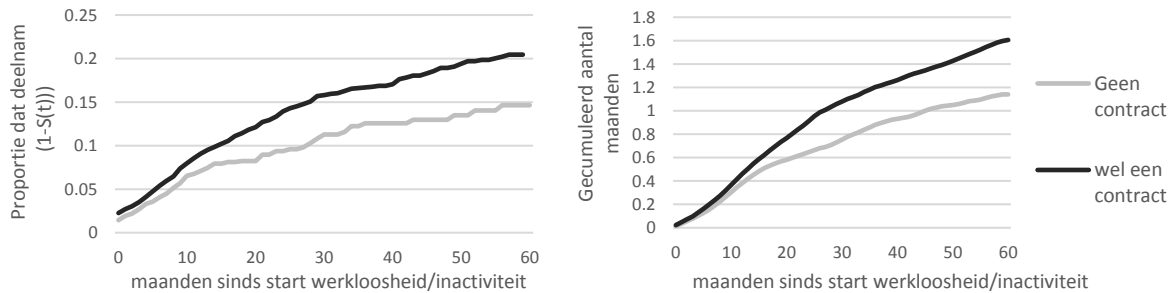 Proportie dat deelnam
(1-S(t)))
0.25
0.2
0.15
0.1
0.05
0
0 10 20 30 40 50 60
maanden sinds start werkloosheid/inactiviteit
Gecumuleerd aantal
maanden
1.8
1.6
1.4
1.2
1
0.8
0.6
0.4
0.2
0
0 10 20 30 40 50 60
maanden sinds start werkloosheid/inactiviteit
Geen
contract
wel een
contract